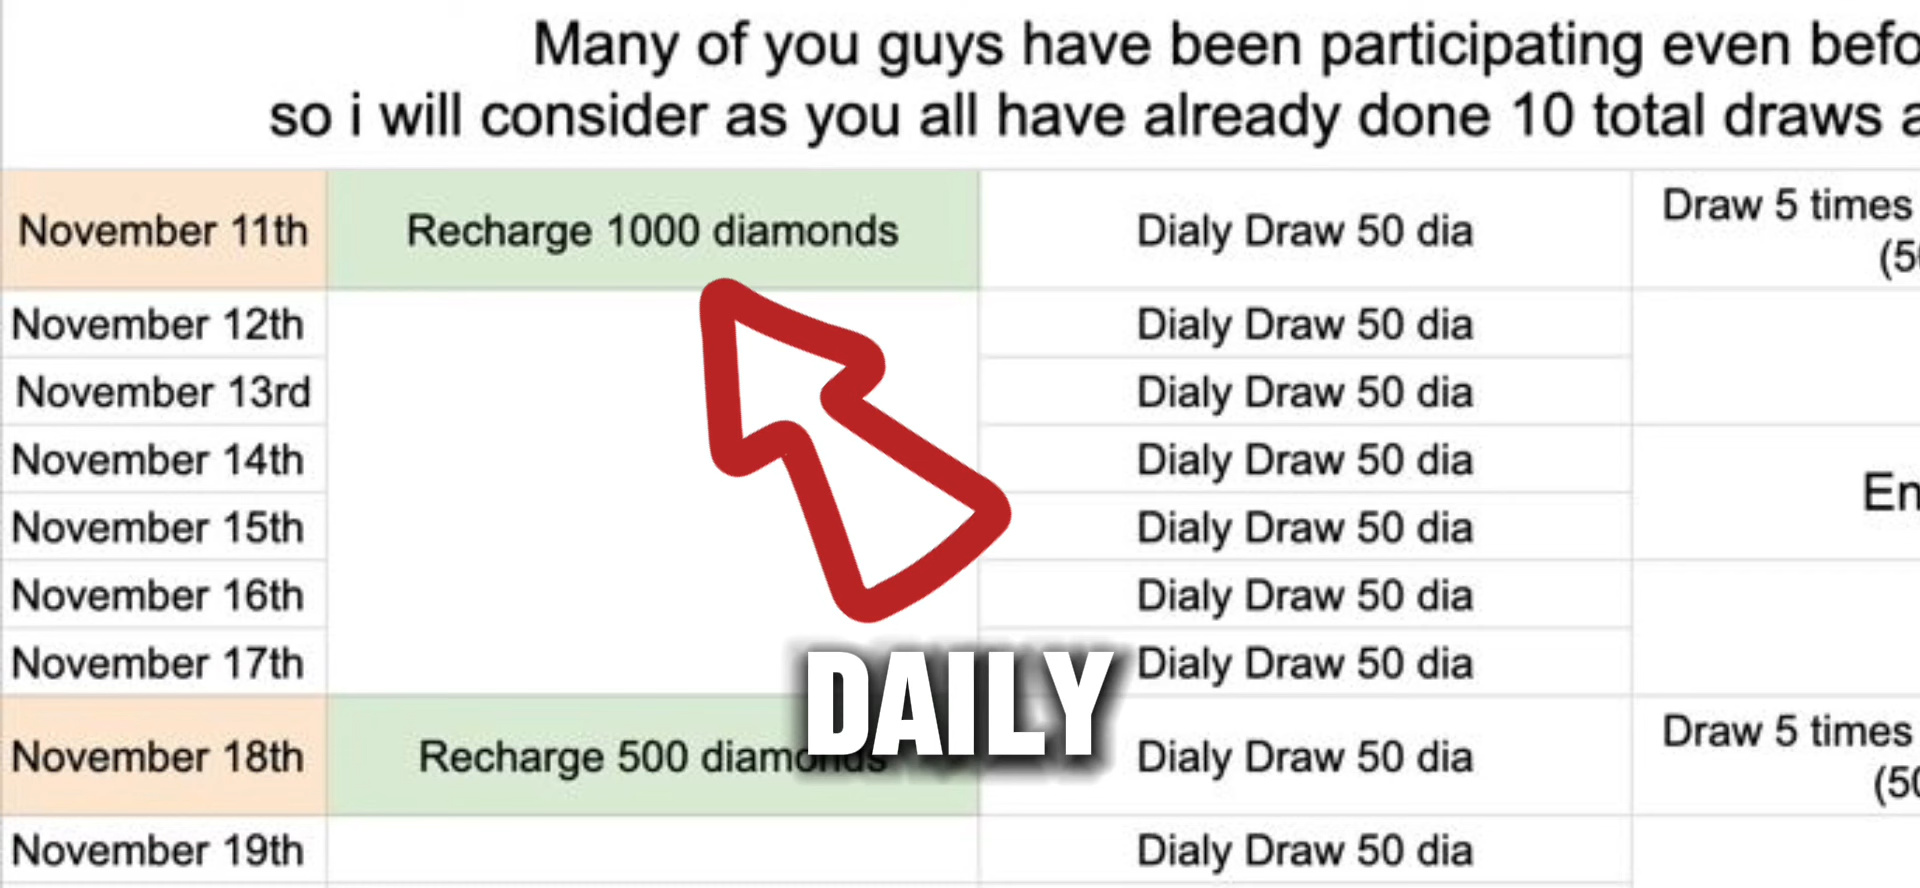 Many of you guys have been participating even befo
so i will consider as you all have already done 10 total draws a
November 11th Recharge 1000 diamonds Dialy Draw 50 dia Draw 5 times
(50
November 12th Dialy Draw 50 dia
November 13rd Dialy Draw 50 dia
November 14th Dialy Draw 50 dia
En
November 15th Dialy Draw 50 dia
November 16th Dialy Draw 50 dia
November 17th Dialy Draw 50 dia
DAILY
November 18th Recharge 500 diamonds Dialy Draw 50 dia Draw 5 times
(50
November 19th Dialy Draw 50 dia